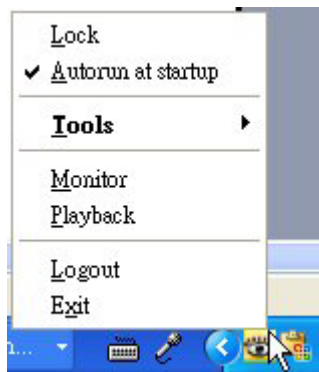 Lock
Autorun at startup
Tools
Monitor
Playback
Logout
Exit
n...